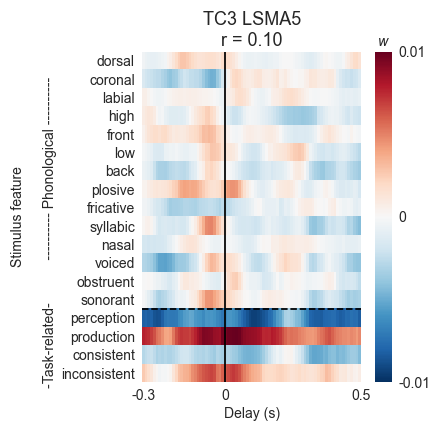 TC3 LSMA5
r = 0.10
w
0.01
0
-0.01
Stimulus feature
---------- Phonological ----------
-Task-related-
dorsal
coronal
labial
high
front
low
back
plosive
fricative
syllabic
nasal
voiced
obstruent
sonorant
perception
production
consistent
inconsistent
-0.3
0
0.5
Delay (s)